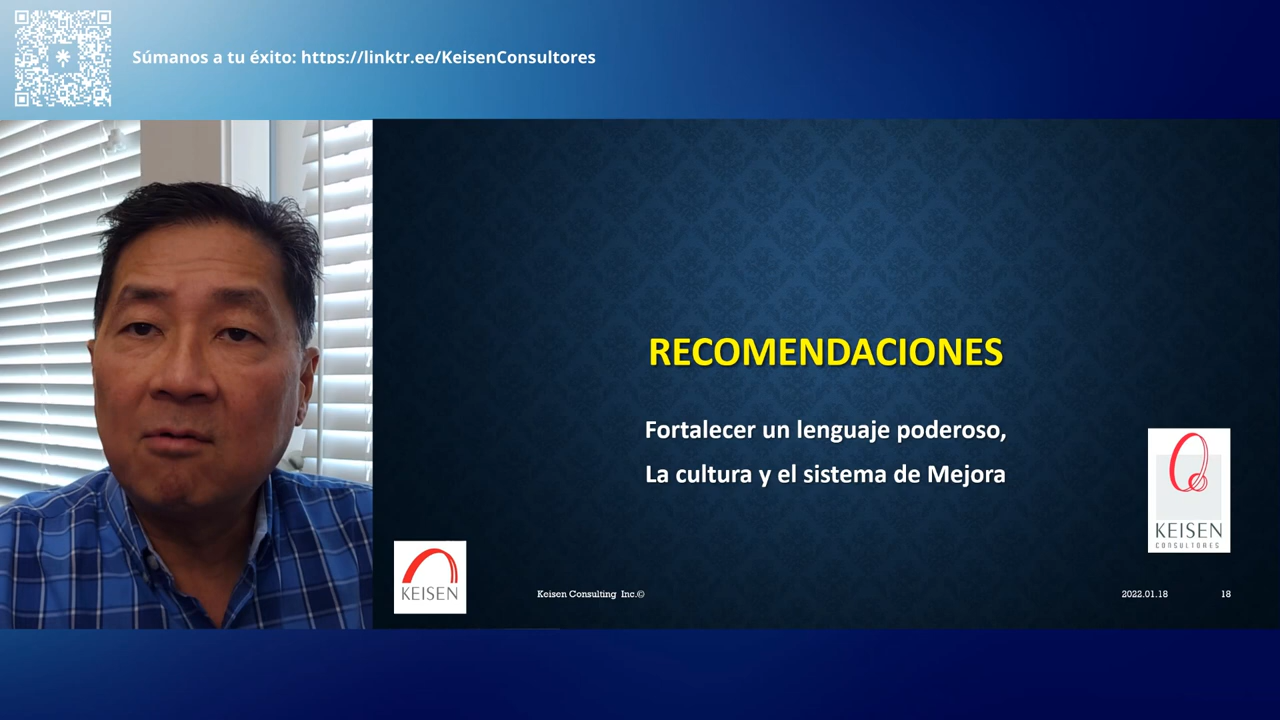 Súmanos a tu éxito: https://linktr.ee/KeisenConsultores
RECOMENDACIONES
Fortalecer un lenguaje poderoso,
La cultura y el sistema de Mejora
KEISEN
CONSULTORES
KEISEN
Keisen Consulting Inc.©
2022.01.18
18